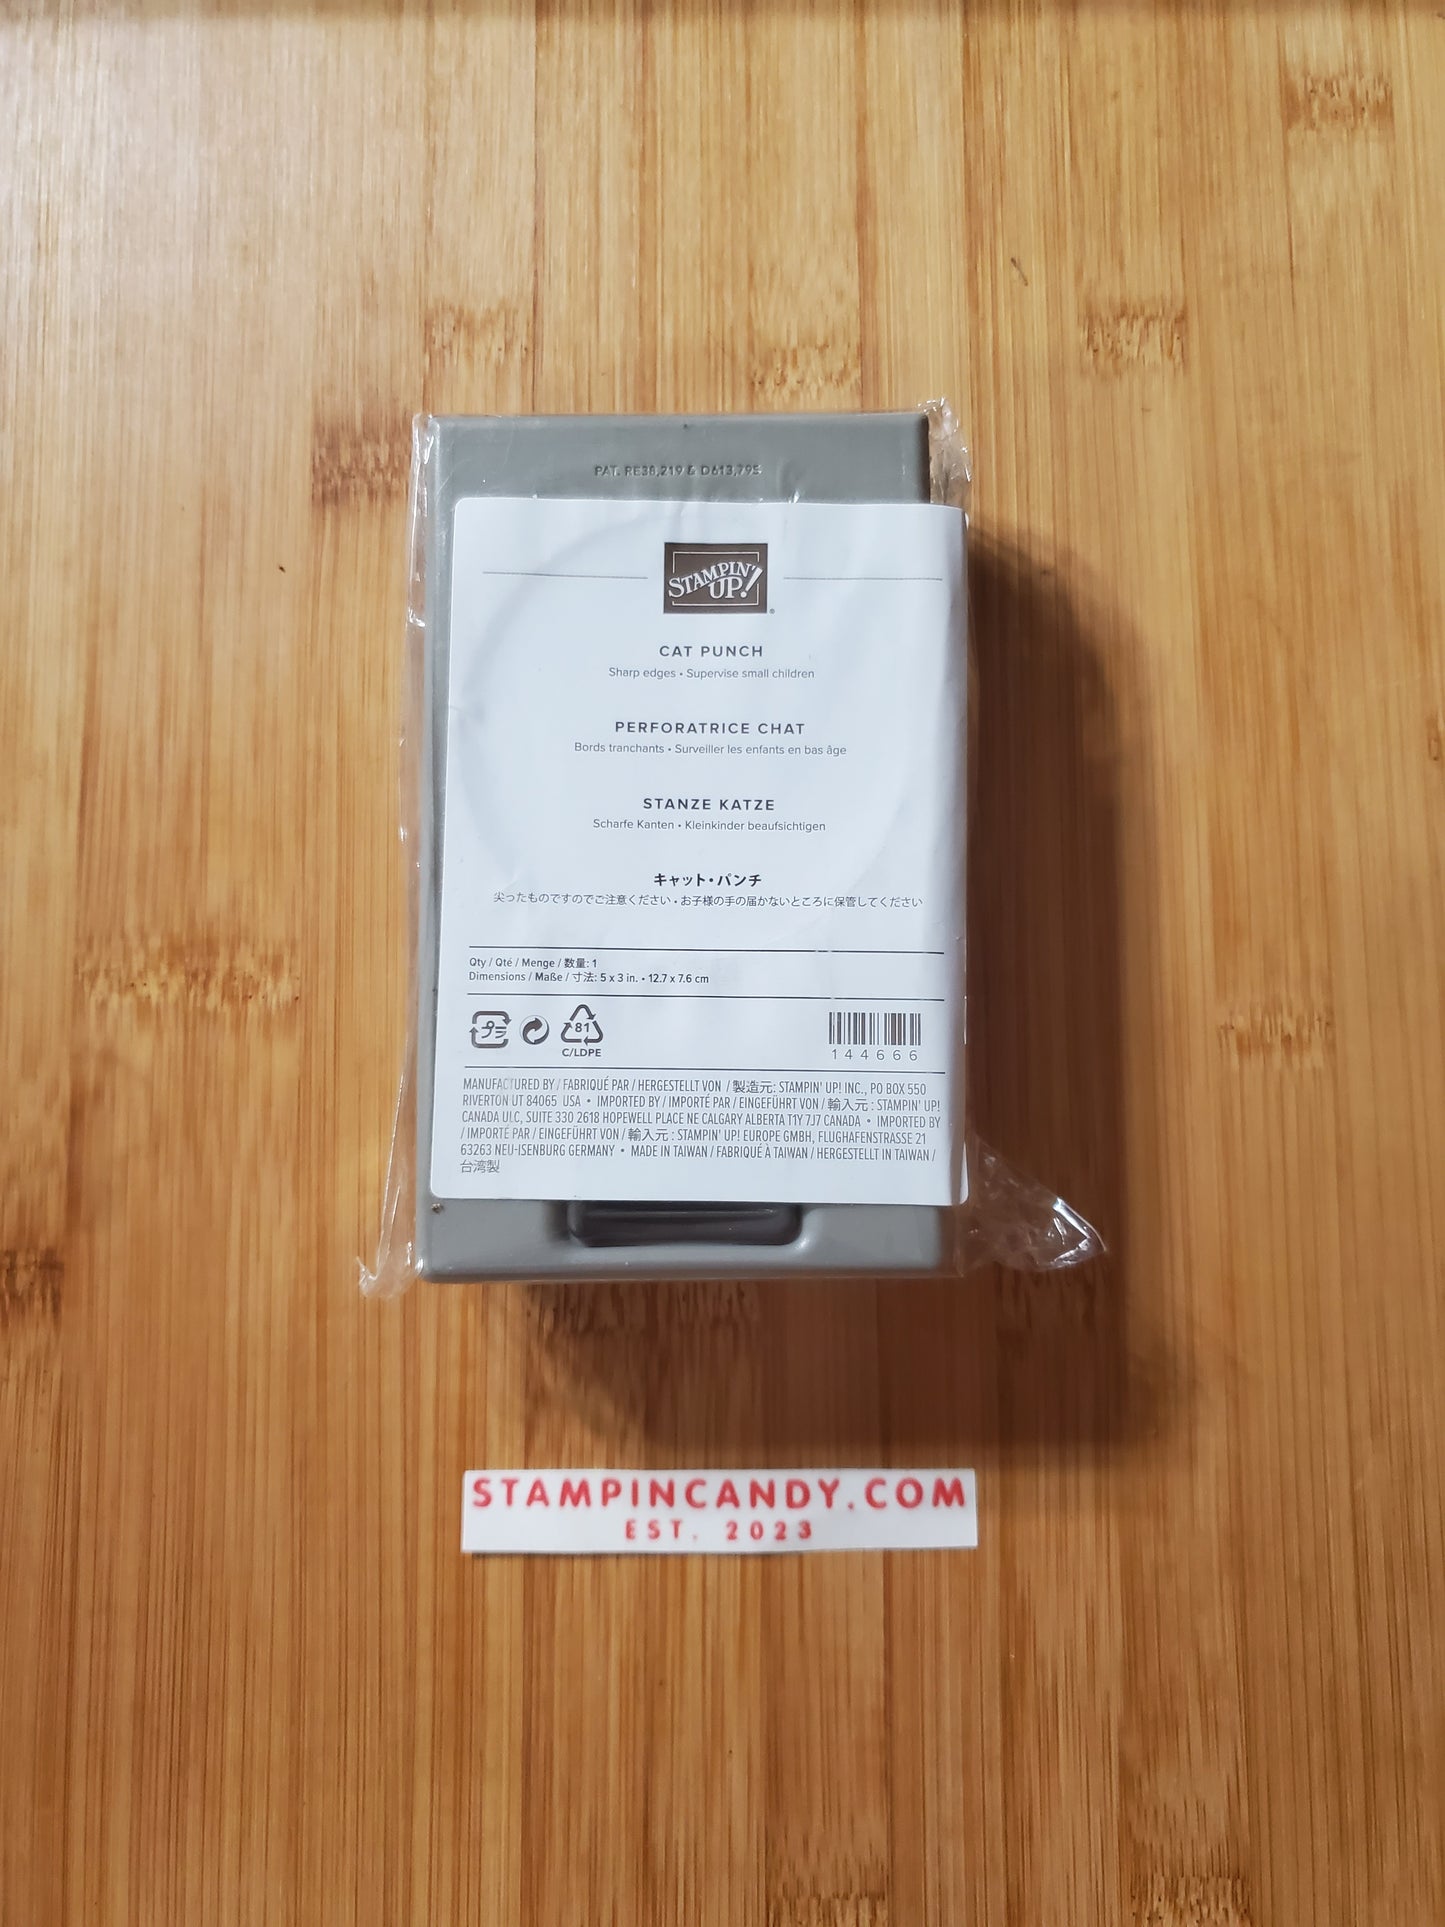 PAT. RE38,219 & D613,795
STAMPIN' UP!®
CAT PUNCH
Sharp edges • Supervise small children
PERFORATRICE CHAT
Bords tranchants • Surveiller les enfants en bas âge
STANZE KATZE
Scharfe Kanten • Kleinkinder beaufsichtigen
キャット・パンチ
尖ったものですのでご注意ください • お子様の手の届かないところに保管してください
Qty / Qté / Menge / 数量: 1
Dimensions / Maße / 寸法: 5 x 3 in. • 12.7 x 7.6 cm
プラ
81
C/LDPE
144666
MANUFACTURED BY / FABRIQUÉ PAR / HERGESTELLT VON / 製造元: STAMPIN' UP! INC., PO BOX 550
RIVERTON UT 84065 USA • IMPORTED BY / IMPORTÉ PAR / EINGEFÜHRT VON / 輸入元: STAMPIN' UP!
CANADA ULC, SUITE 330 2618 HOPEWELL PLACE NE CALGARY ALBERTA T1Y 7J7 CANADA • IMPORTED BY
/ IMPORTÉ PAR / EINGEFÜHRT VON / 輸入元: STAMPIN' UP! EUROPE GMBH, FLUGHAFENSTRASSE 21
63263 NEU-ISENBURG GERMANY • MADE IN TAIWAN / FABRIQUÉ À TAIWAN / HERGESTELLT IN TAIWAN /
台湾製
STAMPINCANDY.COM
EST. 2023